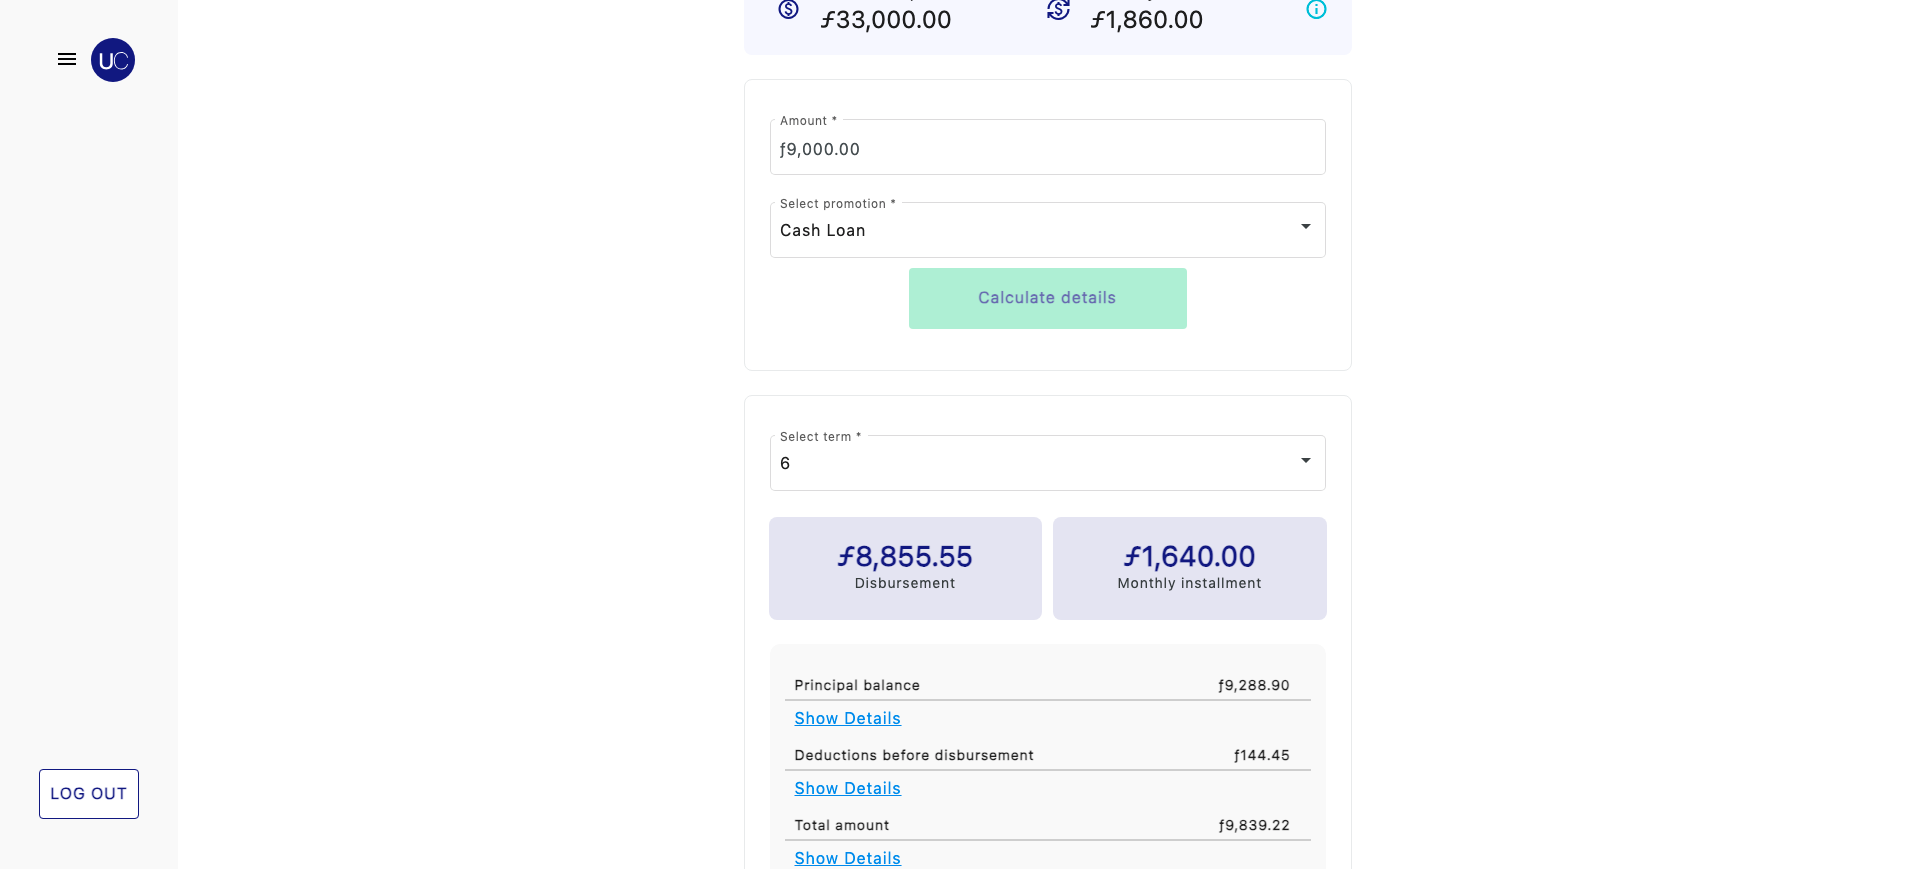 ƒ33,000.00
ƒ1,860.00
UC
Amount *
ƒ9,000.00
Select promotion *
Cash Loan
Calculate details
Select term *
6
ƒ8,855.55
Disbursement
ƒ1,640.00
Monthly installment
Principal balance ƒ9,288.90
Show Details
Deductions before disbursement ƒ144.45
Show Details
Total amount ƒ9,839.22
Show Details
LOG OUT